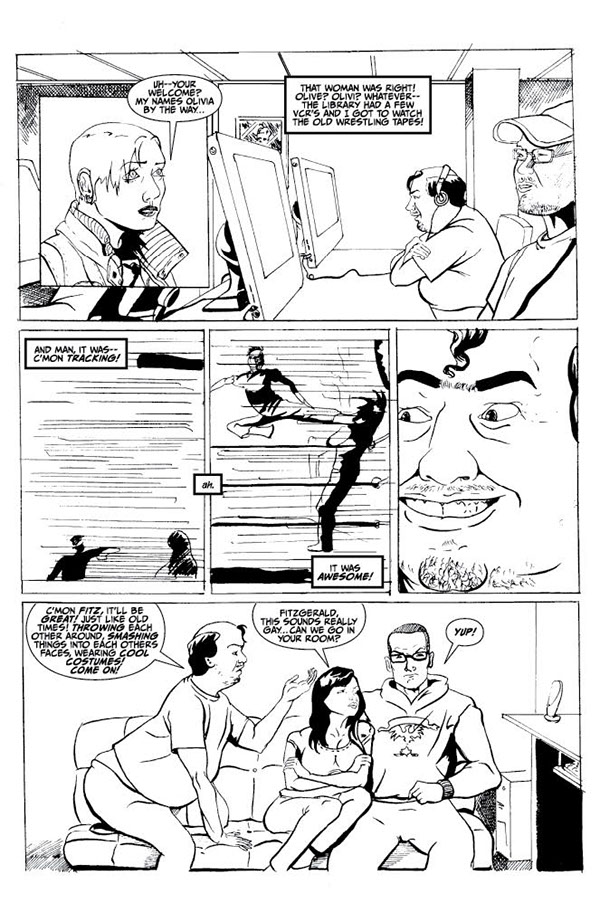 UH--YOUR
WELCOME?
MY NAMES OLIVIA
BY THE WAY...
THAT WOMAN WAS RIGHT!
OLIVE? OLIVI? WHATEVER--
THE LIBRARY HAD A FEW
VCR'S AND I GOT TO WATCH
THE OLD WRESTLING TAPES!
AND MAN, IT WAS--
C'MON TRACKING!
ah.
IT WAS
AWESOME!
C'MON FITZ, IT'LL BE
GREAT! JUST LIKE OLD
TIMES! THROWING EACH
OTHER AROUND, SMASHING
THINGS INTO EACH OTHERS
FACES, WEARING COOL
COSTUMES!
COME ON!
FITZGERALD,
THIS SOUNDS REALLY
GAY...CAN WE GO IN
YOUR ROOM?
YUP!